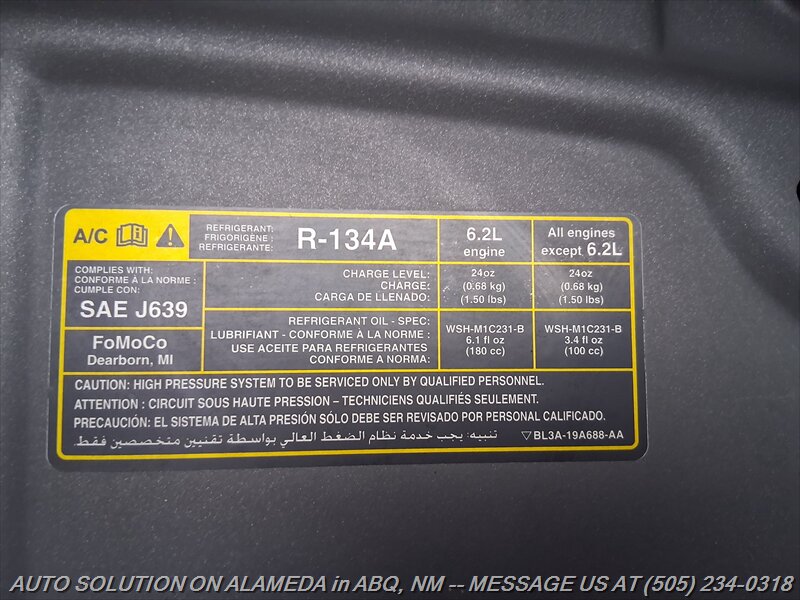 A/C
REFRIGERANT:
FRIGORIGÈNE :
REFRIGERANTE:
R-134A
6.2L
engine
All engines
except 6.2L
COMPLIES WITH:
CONFORME À LA NORME :
CUMPLE CON:
SAE J639
CHARGE LEVEL:
CHARGE:
CARGA DE LLENADO:
24oz
(0.68 kg)
(1.50 lbs)
24oz
(0.68 kg)
(1.50 lbs)
FoMoCo
Dearborn, MI
REFRIGERANT OIL - SPEC:
LUBRIFIANT - CONFORME À LA NORME :
USE ACEITE PARA REFRIGERANTES
CONFORME A NORMA:
WSH-M1C231-B
6.1 fl oz
(180 cc)
WSH-M1C231-B
3.4 fl oz
(100 cc)
CAUTION: HIGH PRESSURE SYSTEM TO BE SERVICED ONLY BY QUALIFIED PERSONNEL.
ATTENTION : CIRCUIT SOUS HAUTE PRESSION – TECHNICIENS QUALIFIÉS SEULEMENT.
PRECAUCIÓN: EL SISTEMA DE ALTA PRESIÓN SÓLO DEBE SER REVISADO POR PERSONAL CALIFICADO.
تنبيه: يجب خدمة نظام الضغط العالي بواسطة تقنيين متخصصين فقط.
BL3A-19A688-AA
AUTO SOLUTION ON ALAMEDA in ABQ, NM -- MESSAGE US AT (505) 234-0318